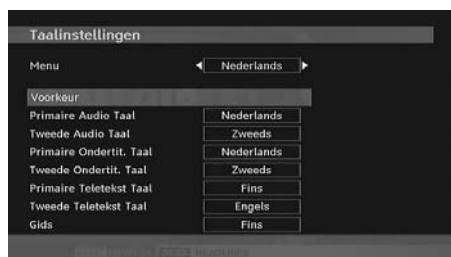 Taalinstellingen
Menu Nederlands
Voorkeur
Primaire Audio Taal Nederlands
Tweede Audio Taal Zweeds
Primaire Ondertit. Taal Nederlands
Tweede Ondertit. Taal Zweeds
Primaire Teletekst Taal Fins
Tweede Teletekst Taal Engels
Gids Fins
HEADLINES